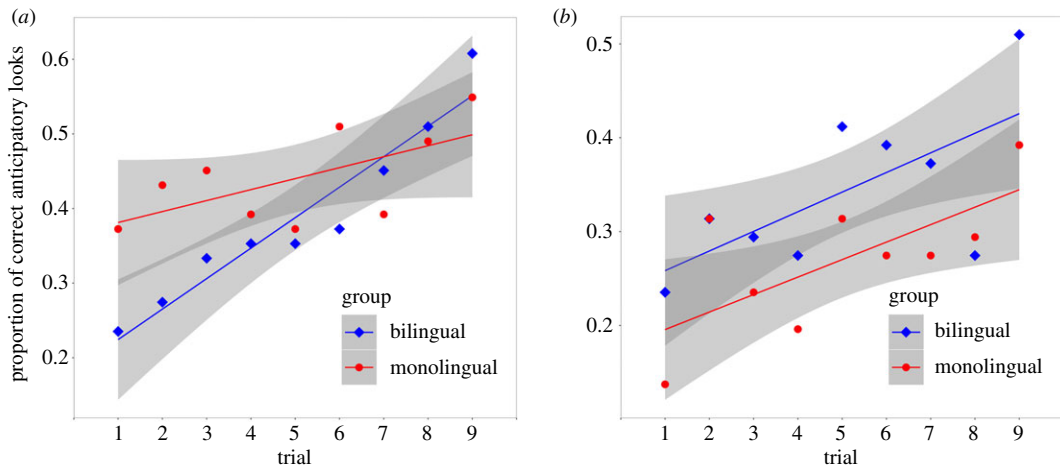 (a)
proportion of correct anticipatory looks
0.6
0.5
0.4
0.3
0.2
group
bilingual
monolingual
1 2 3 4 5 6 7 8 9
trial
(b)
0.5
0.4
0.3
0.2
group
bilingual
monolingual
1 2 3 4 5 6 7 8 9
trial